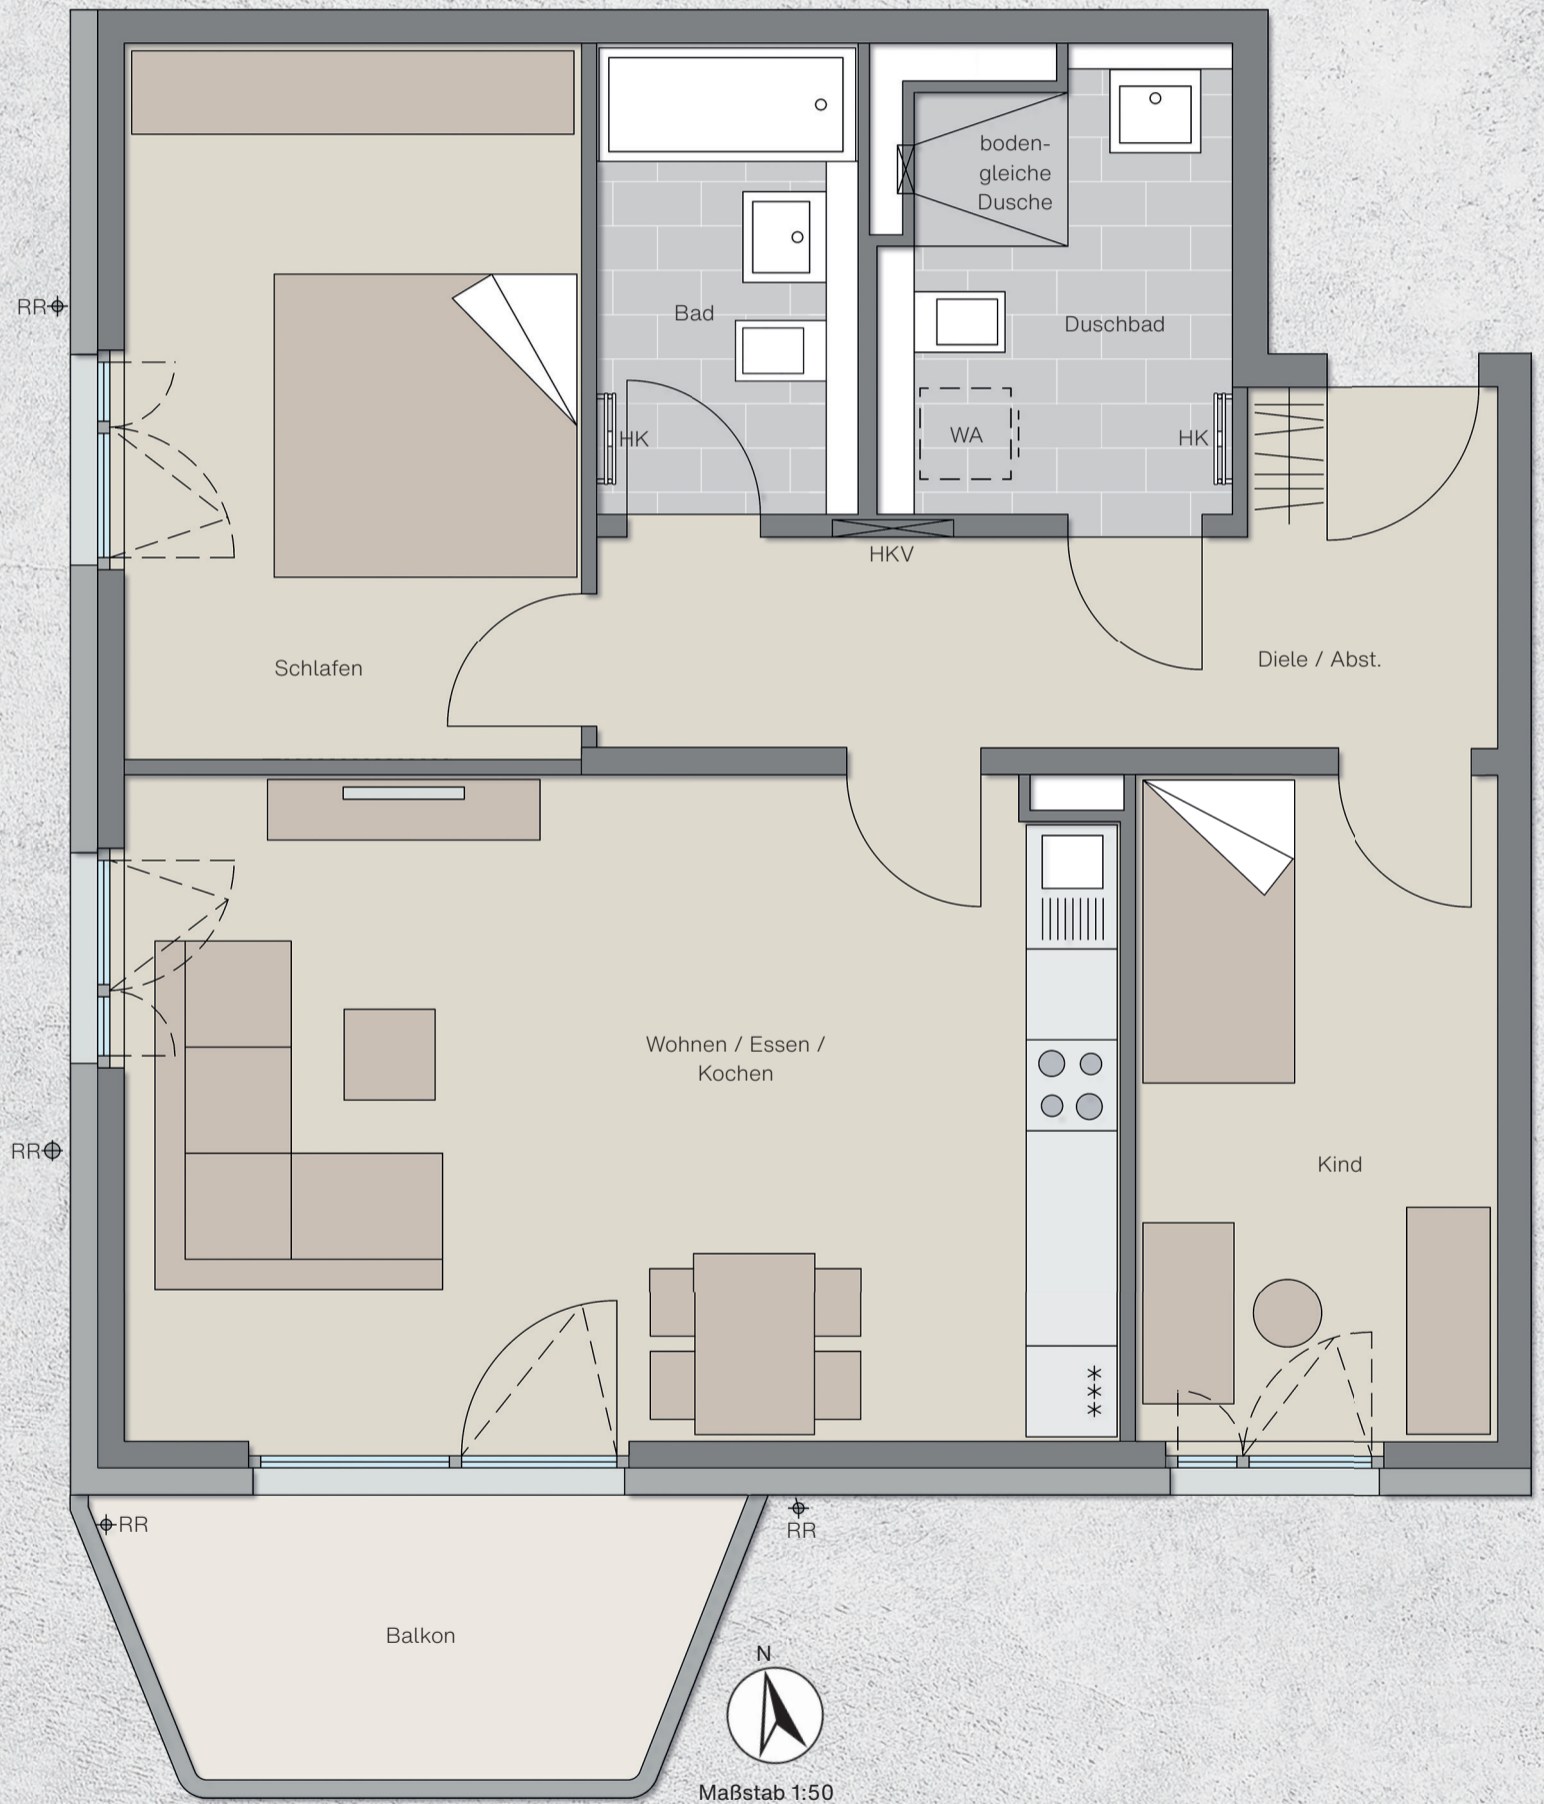 boden-
gleiche
Dusche
RR
Bad
Duschbad
HK
WA
HK
HKV
Schlafen
Diele / Abst.
Wohnen / Essen /
Kochen
RR
Kind
RR
RR
Balkon
N
Maßstab 1:50